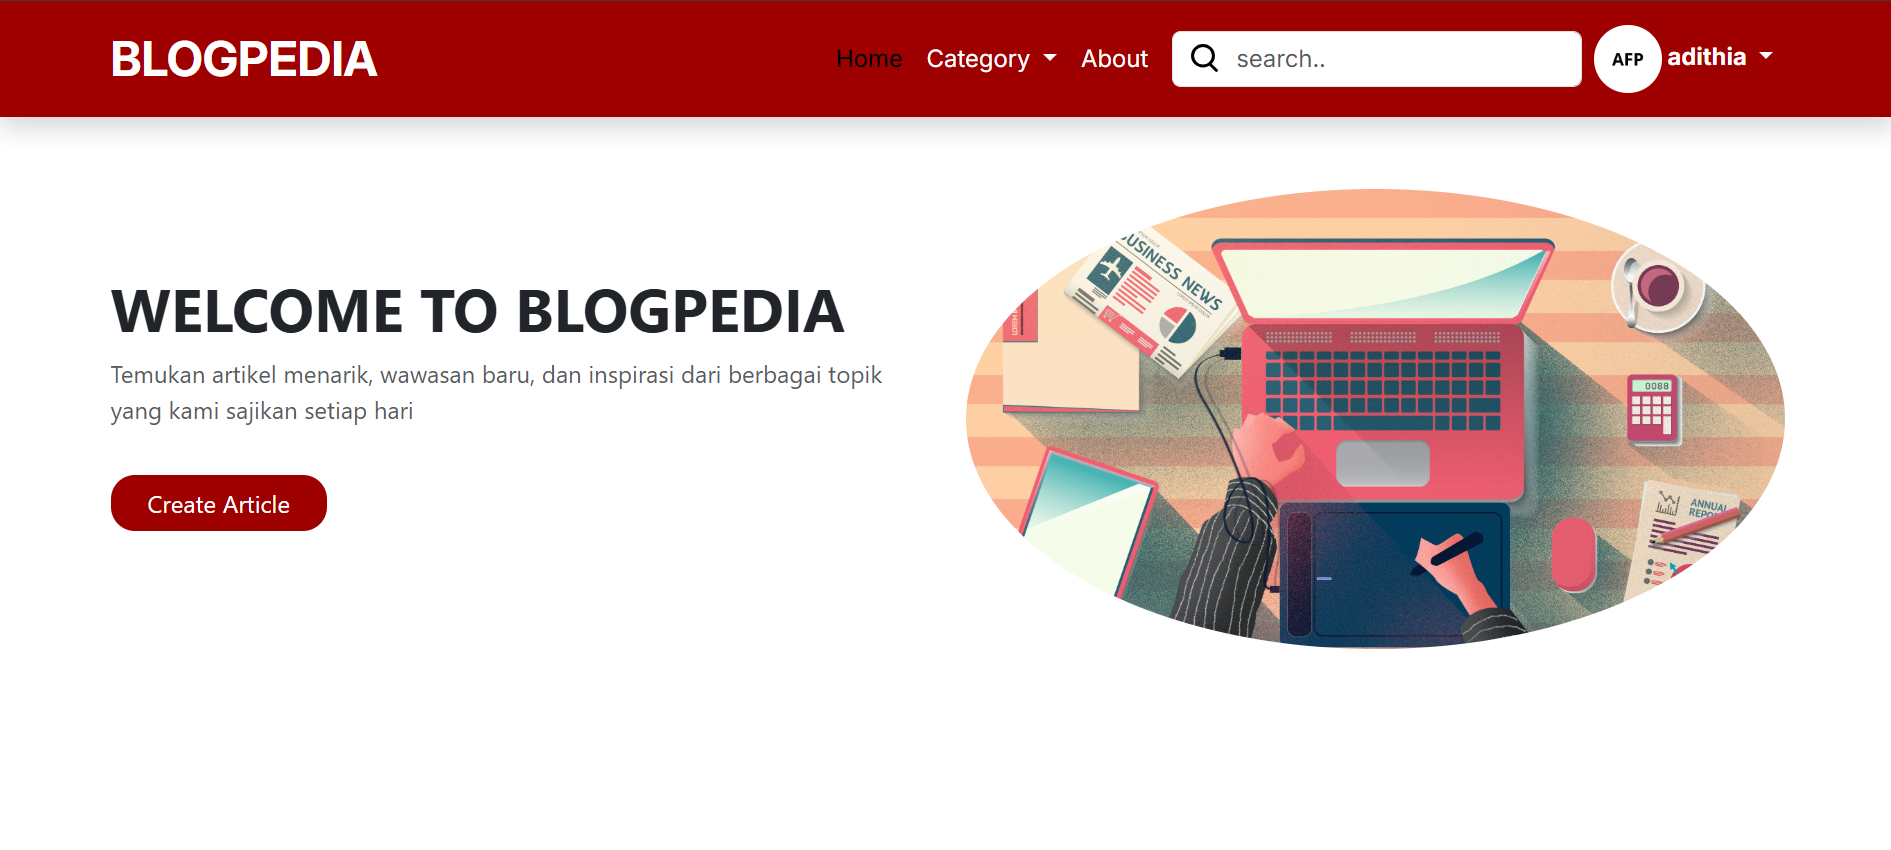 BLOGPEDIA
Home Category About search.. AFP adithia
WELCOME TO BLOGPEDIA
Temukan artikel menarik, wawasan baru, dan inspirasi dari berbagai topik
yang kami sajikan setiap hari
Create Article
BUSINESS NEWS
0088
ANNUAL